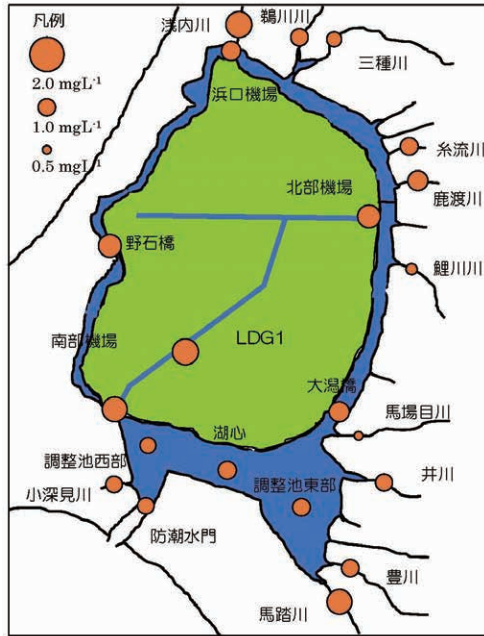 凡例
2.0 mgL⁻¹
1.0 mgL⁻¹
0.5 mgL⁻¹
浅内川
鵜川川
三種川
浜口機場
糸流川
鹿渡川
北部機場
野石橋
鯉川川
南部機場
LDG1
大潟橋
馬場目川
湖心
調整池西部
調整池東部
井川
小深見川
防潮水門
豊川
馬踏川